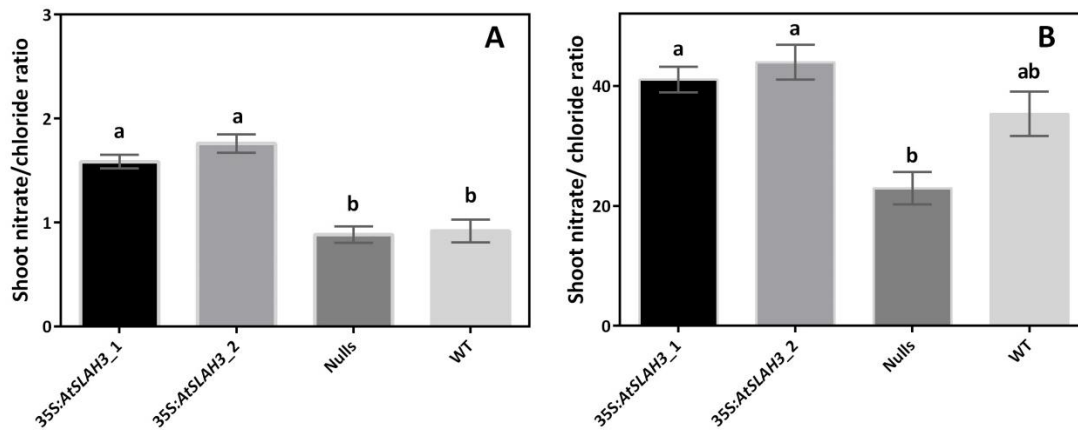 A
Shoot nitrate/chloride ratio
3
2
1
0
a
a
b
b
35S:AtSLAH3_1
35S:AtSLAH3_2
Nulls
WT
B
Shoot nitrate/ chloride ratio
40
20
0
a
a
b
ab
35S:AtSLAH3_1
35S:AtSLAH3_2
Nulls
WT